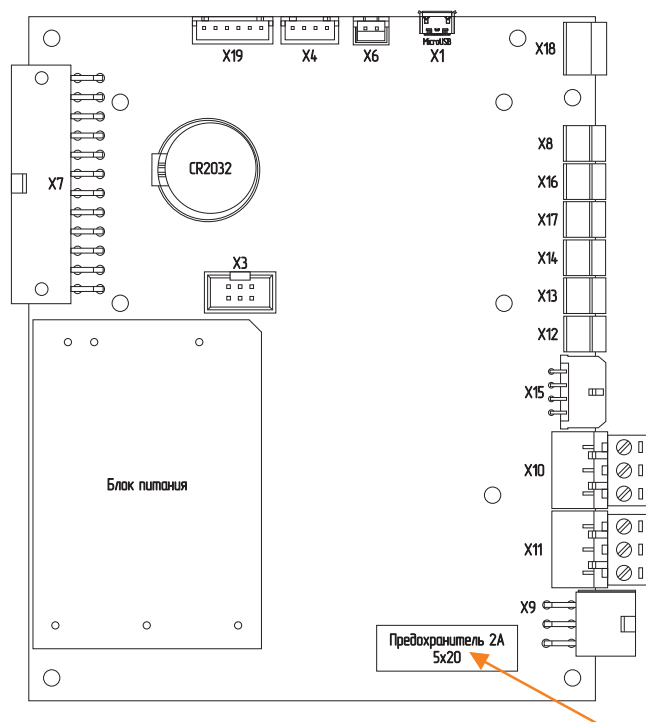 X19
X4
X6
X1
MicroUSB
X18
X8
X7
CR2032
X16
X17
X14
X3
X13
X12
X15
X10
Блок питания
X11
X9
Предохранитель 2А
5x20